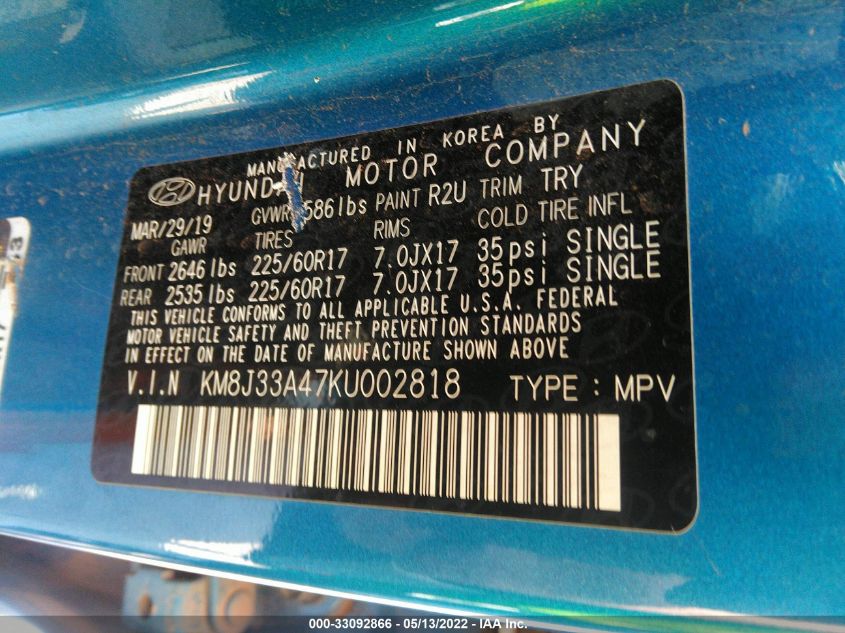 MANUFACTURED IN KOREA BY
HYUNDAI MOTOR COMPANY
MAR/29/19 GVWR 586 lbs PAINT R2U TRIM TRY
GAWR TIRES RIMS COLD TIRE INFL
FRONT 2646 lbs 225/60R17 7.0JX17 35psi SINGLE
REAR 2535 lbs 225/60R17 7.0JX17 35psi SINGLE
THIS VEHICLE CONFORMS TO ALL APPLICABLE U.S.A. FEDERAL
MOTOR VEHICLE SAFETY AND THEFT PREVENTION STANDARDS
IN EFFECT ON THE DATE OF MANUFACTURE SHOWN ABOVE
V.I.N KM8J33A47KU002818 TYPE : MPV
000-33092866 - 05/13/2022 - IAA Inc.